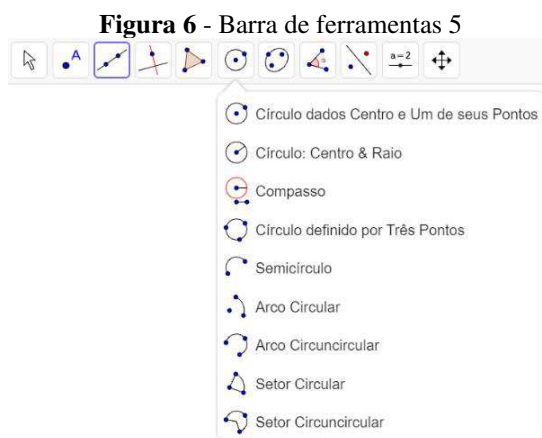 Figura 6 - Barra de ferramentas 5
A
a=2
Círculo dados Centro e Um de seus Pontos
Círculo: Centro & Raio
Compasso
Círculo definido por Três Pontos
Semicírculo
Arco Circular
Arco Circuncircular
Setor Circular
Setor Circuncircular